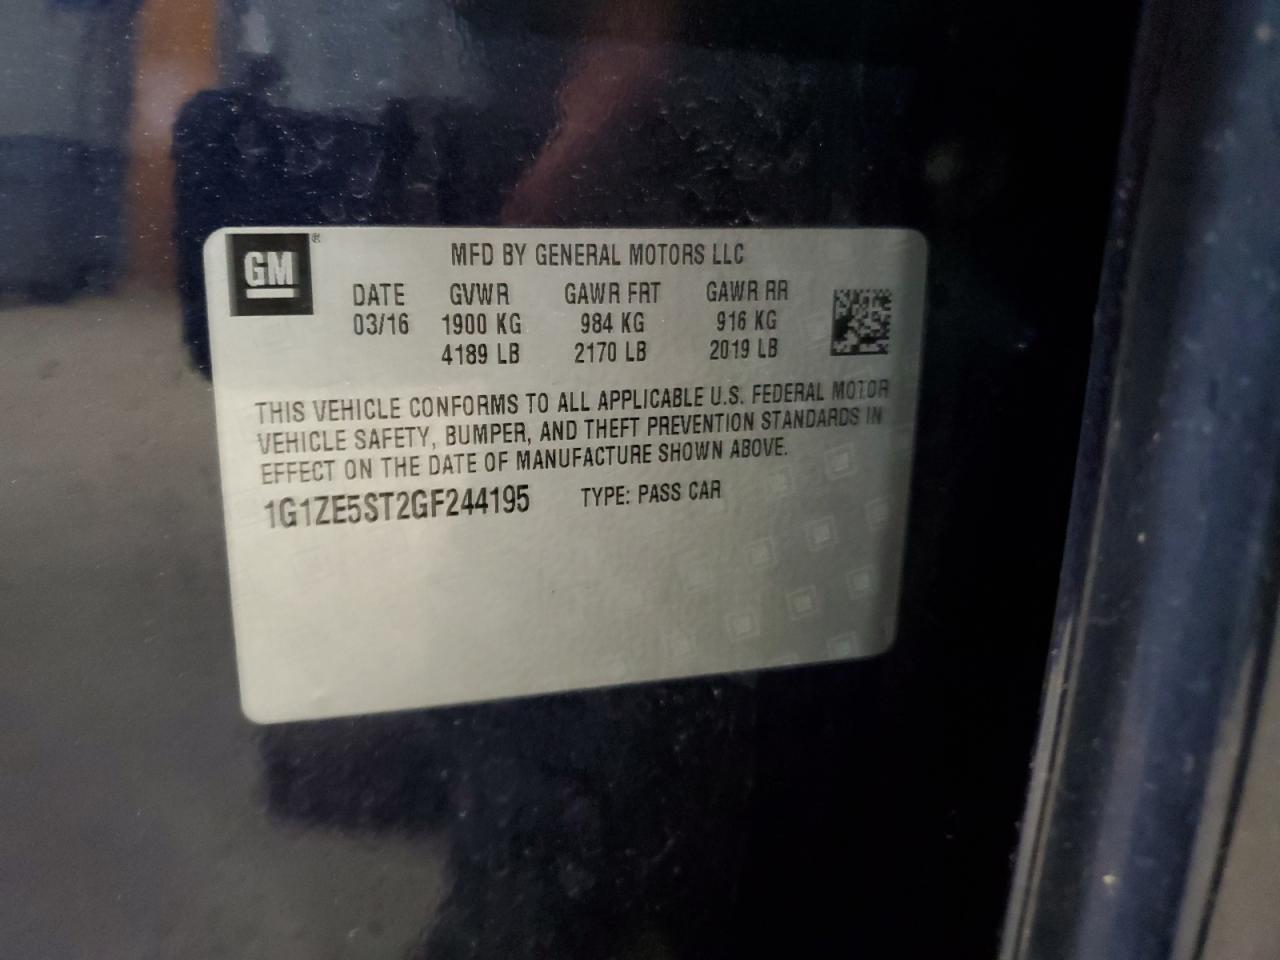 GM ®
MFD BY GENERAL MOTORS LLC
DATE GVWR GAWR FRT GAWR RR
03/16 1900 KG 984 KG 916 KG
4189 LB 2170 LB 2019 LB
THIS VEHICLE CONFORMS TO ALL APPLICABLE U.S. FEDERAL MOTOR
VEHICLE SAFETY, BUMPER, AND THEFT PREVENTION STANDARDS IN
EFFECT ON THE DATE OF MANUFACTURE SHOWN ABOVE.
1G1ZE5ST2GF244195 TYPE: PASS CAR